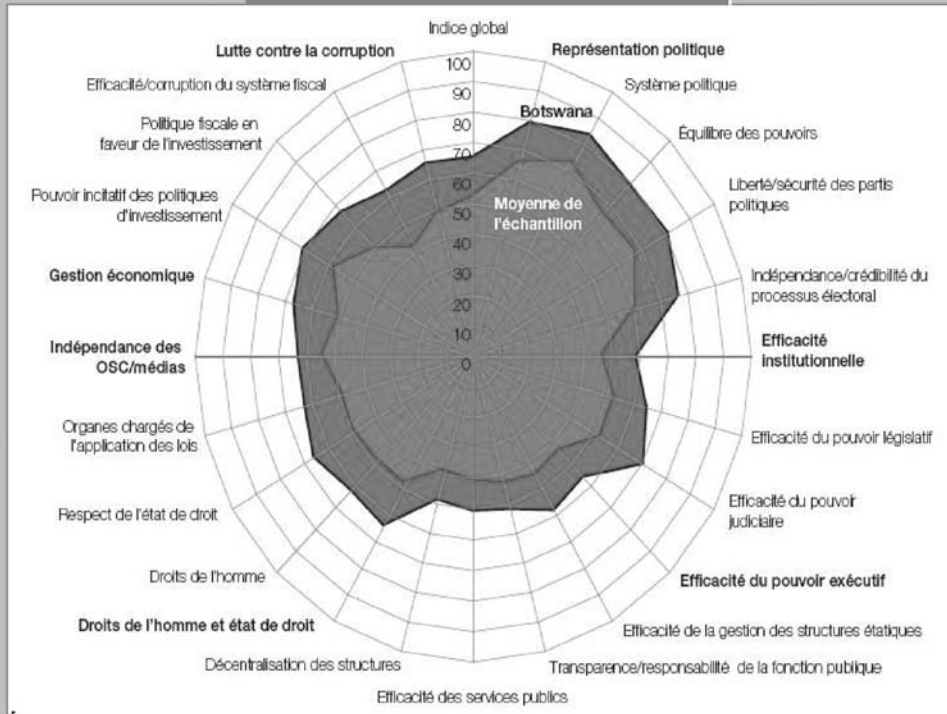 Indice global
Lutte contre la corruption
Représentation politique
Efficacité/corruption du système fiscal
Système politique
Botswana
Politique fiscale en
faveur de l'investissement
Équilibre des pouvoirs
Pouvoir incitatif des politiques
d'investissement
Moyenne de
l'échantillon
Liberté/sécurité des partis
politiques
Gestion économique
Indépendance/crédibilité du
processus électoral
Indépendance des
OSC/médias
Efficacité
institutionnelle
100
90
80
70
60
50
40
30
20
10
0
Organes chargés de
l'application des lois
Efficacité du pouvoir législatif
Respect de l'état de droit
Efficacité du pouvoir
judiciaire
Droits de l'homme
Efficacité du pouvoir exécutif
Droits de l'homme et état de droit
Efficacité de la gestion des structures étatiques
Décentralisation des structures
Transparence/responsabilité de la fonction publique
Efficacité des services publics